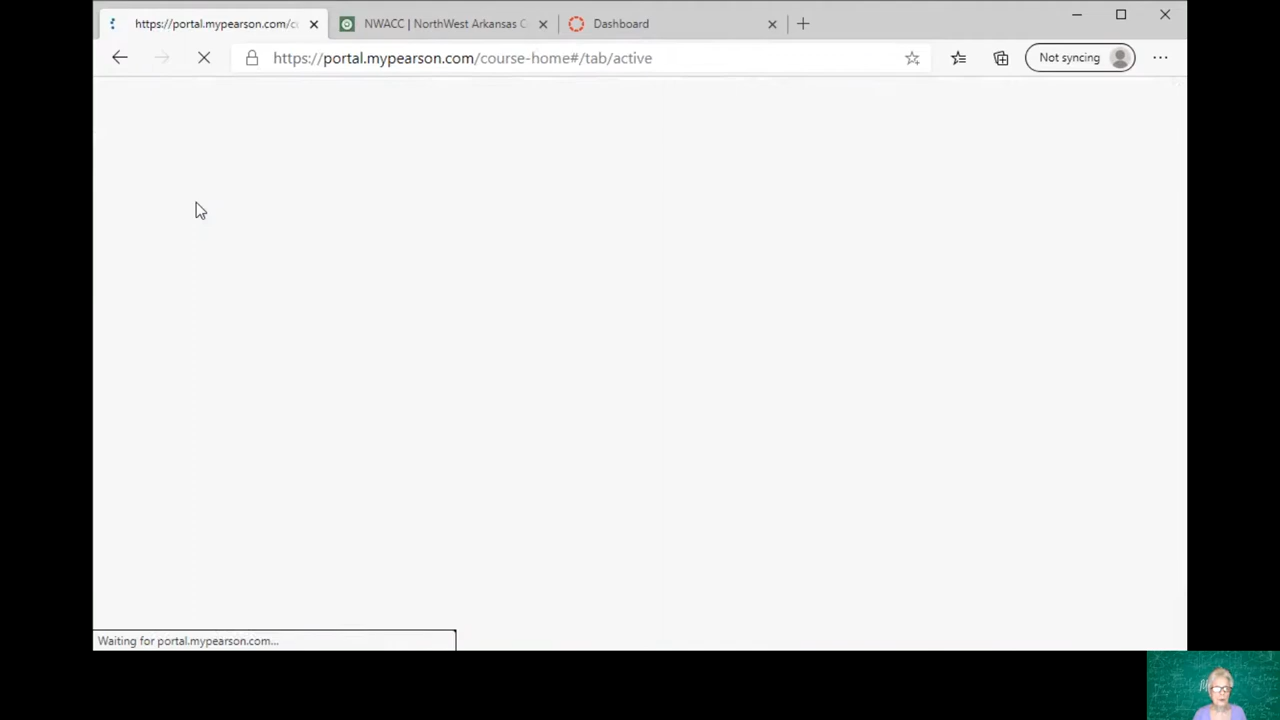 https://portal.mypearson.com/c
NWACC | NorthWest Arkansas C
Dashboard
https://portal.mypearson.com/course-home#/tab/active
Not syncing
Waiting for portal.mypearson.com...